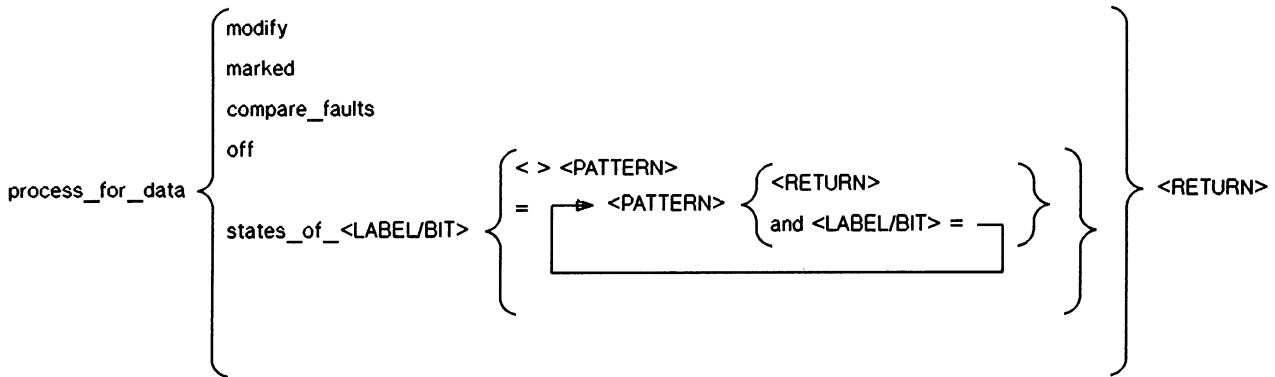 modify
marked
compare_faults
off
process_for_data
states_of_<LABEL/BIT>
< > <PATTERN>
= <PATTERN>
<RETURN>
and <LABEL/BIT> =
<RETURN>